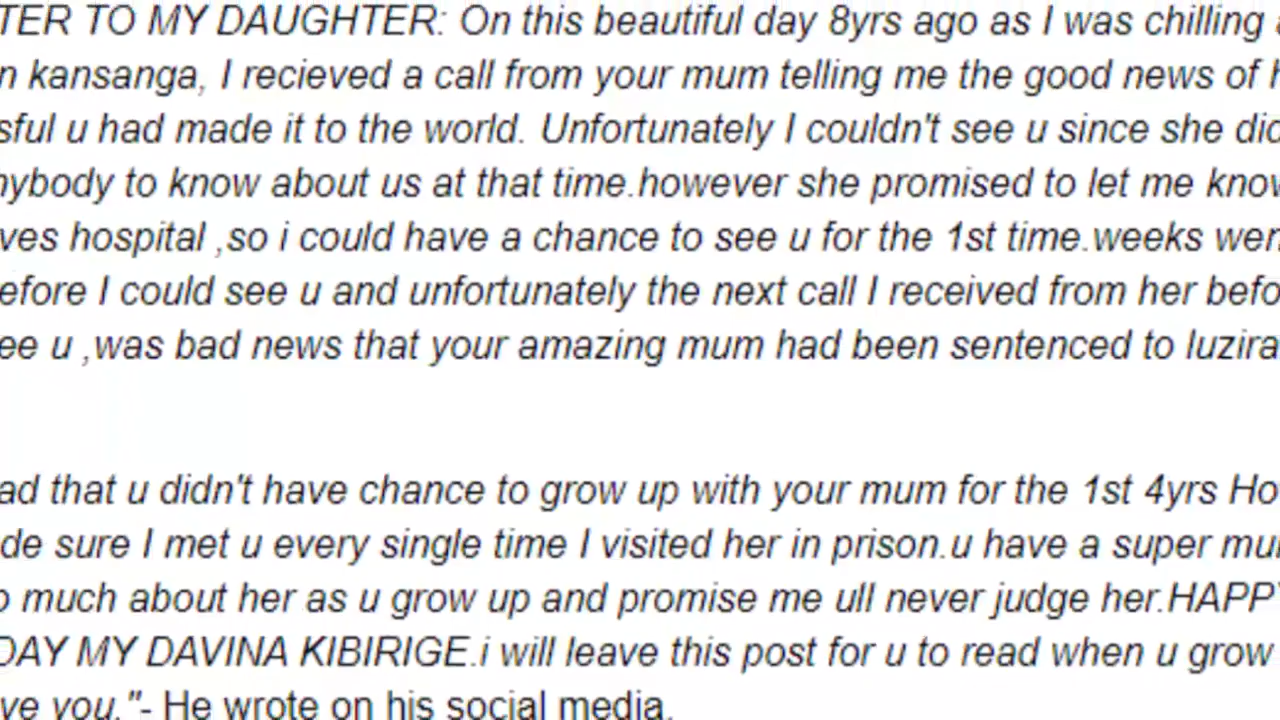 TER TO MY DAUGHTER: On this beautiful day 8yrs ago as I was chilling
n kansanga, I recieved a call from your mum telling me the good news of h
sful u had made it to the world. Unfortunately I couldn't see u since she did
nybody to know about us at that time.however she promised to let me know
ves hospital ,so i could have a chance to see u for the 1st time.weeks wen
efore I could see u and unfortunately the next call I received from her befo
ee u ,was bad news that your amazing mum had been sentenced to luzira
ad that u didn't have chance to grow up with your mum for the 1st 4yrs Ho
de sure I met u every single time I visited her in prison.u have a super mu
o much about her as u grow up and promise me ull never judge her.HAPPY
DAY MY DAVINA KIBIRIGE.i will leave this post for u to read when u grow
ve you."- He wrote on his social media.